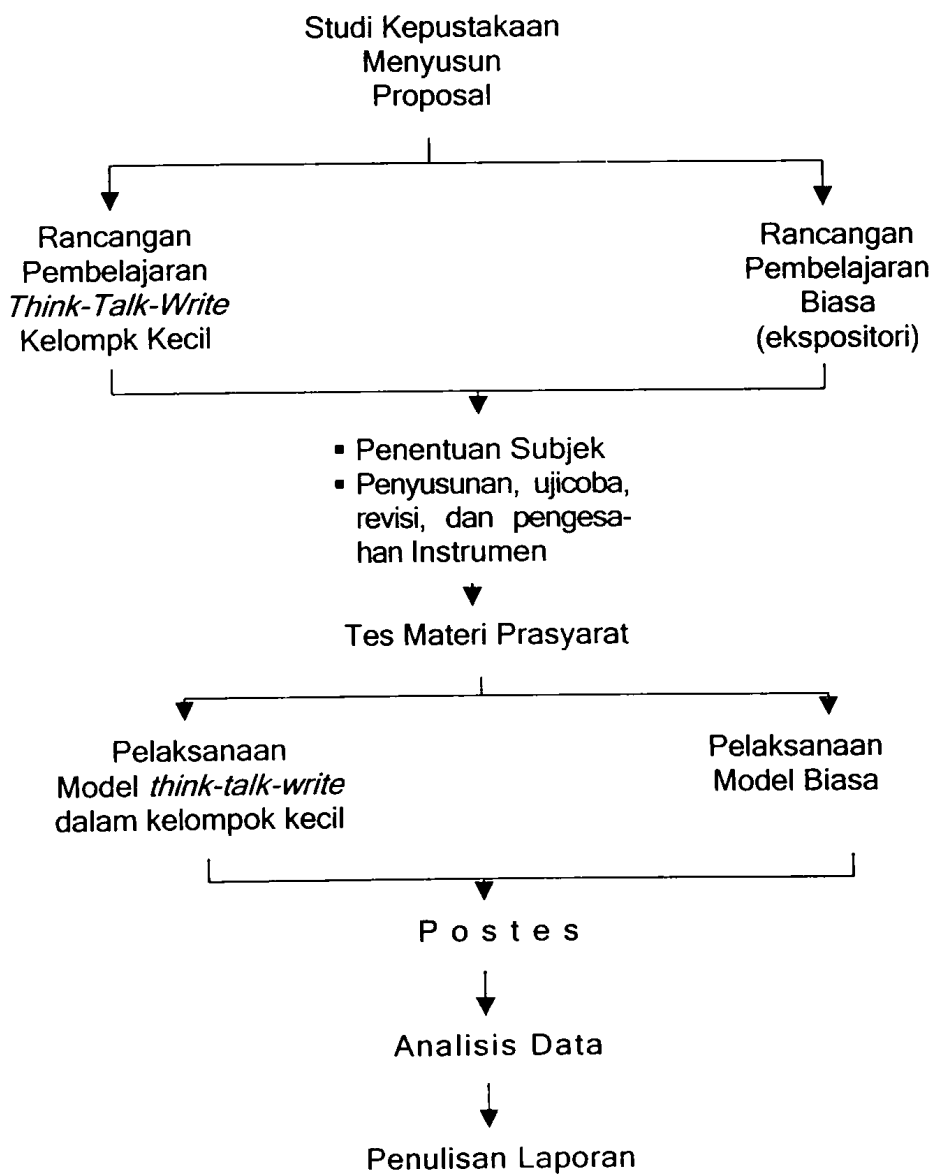 Studi Kepustakaan
Menyusun
Proposal
Rancangan
Pembelajaran
Think-Talk-Write
Kelompk Kecil
Rancangan
Pembelajaran
Biasa
(ekspositori)
▪ Penentuan Subjek
▪ Penyusunan, ujicoba,
revisi, dan pengesa-
han Instrumen
Tes Materi Prasyarat
Pelaksanaan
Model think-talk-write
dalam kelompok kecil
Pelaksanaan
Model Biasa
P o s t e s
Analisis Data
Penulisan Laporan